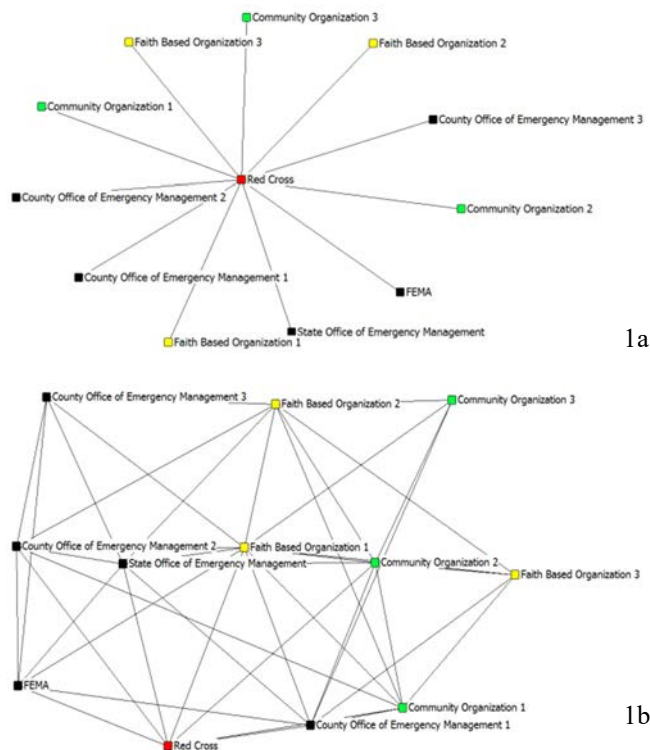 Community Organization 3
Faith Based Organization 3
Faith Based Organization 2
Community Organization 1
County Office of Emergency Management 3
Red Cross
County Office of Emergency Management 2
Community Organization 2
County Office of Emergency Management 1
FEMA
State Office of Emergency Management
Faith Based Organization 1
1a
County Office of Emergency Management 3
Faith Based Organization 2
Community Organization 3
County Office of Emergency Management 2
Faith Based Organization 1
State Office of Emergency Management
Community Organization 2
Faith Based Organization 3
FEMA
Community Organization 1
County Office of Emergency Management 1
Red Cross
1b